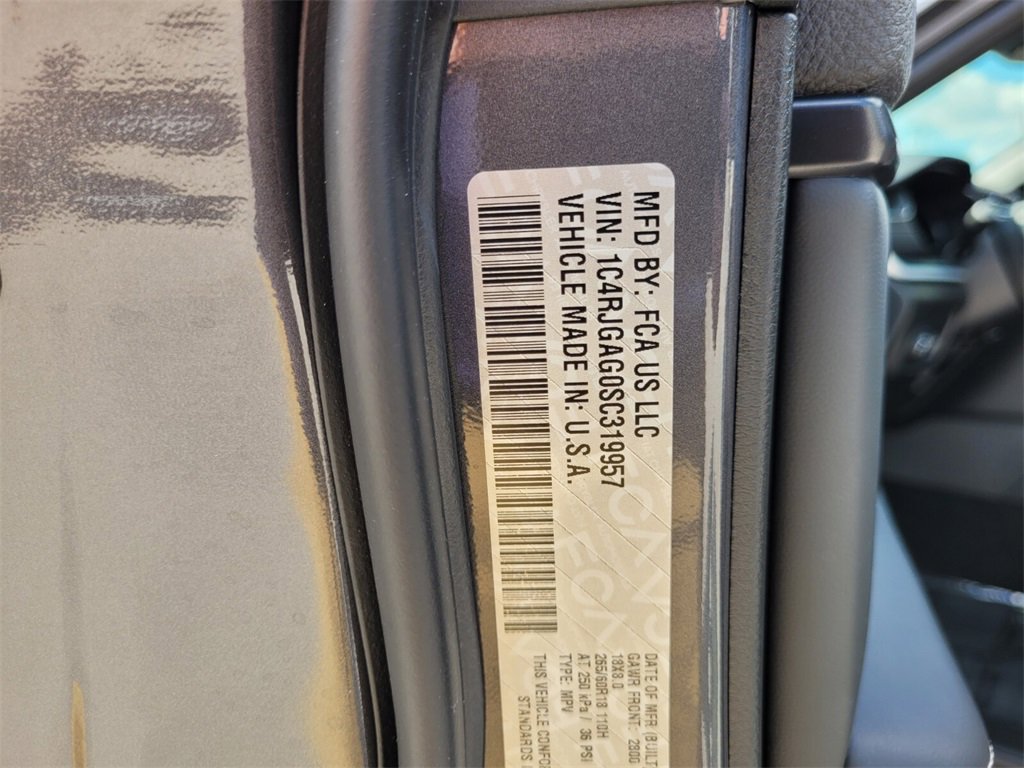 MFD BY: FCA US LLC
VIN: 1C4RJGAG0SC319957
VEHICLE MADE IN: U.S.A.
DATE OF MFR (BUILT
GAWR FRONT: 2800
18X8.0
265/60R18 110H
AT 250 kPa / 36 PSI
TYPE: MPV
THIS VEHICLE CONFOR
STANDARDS